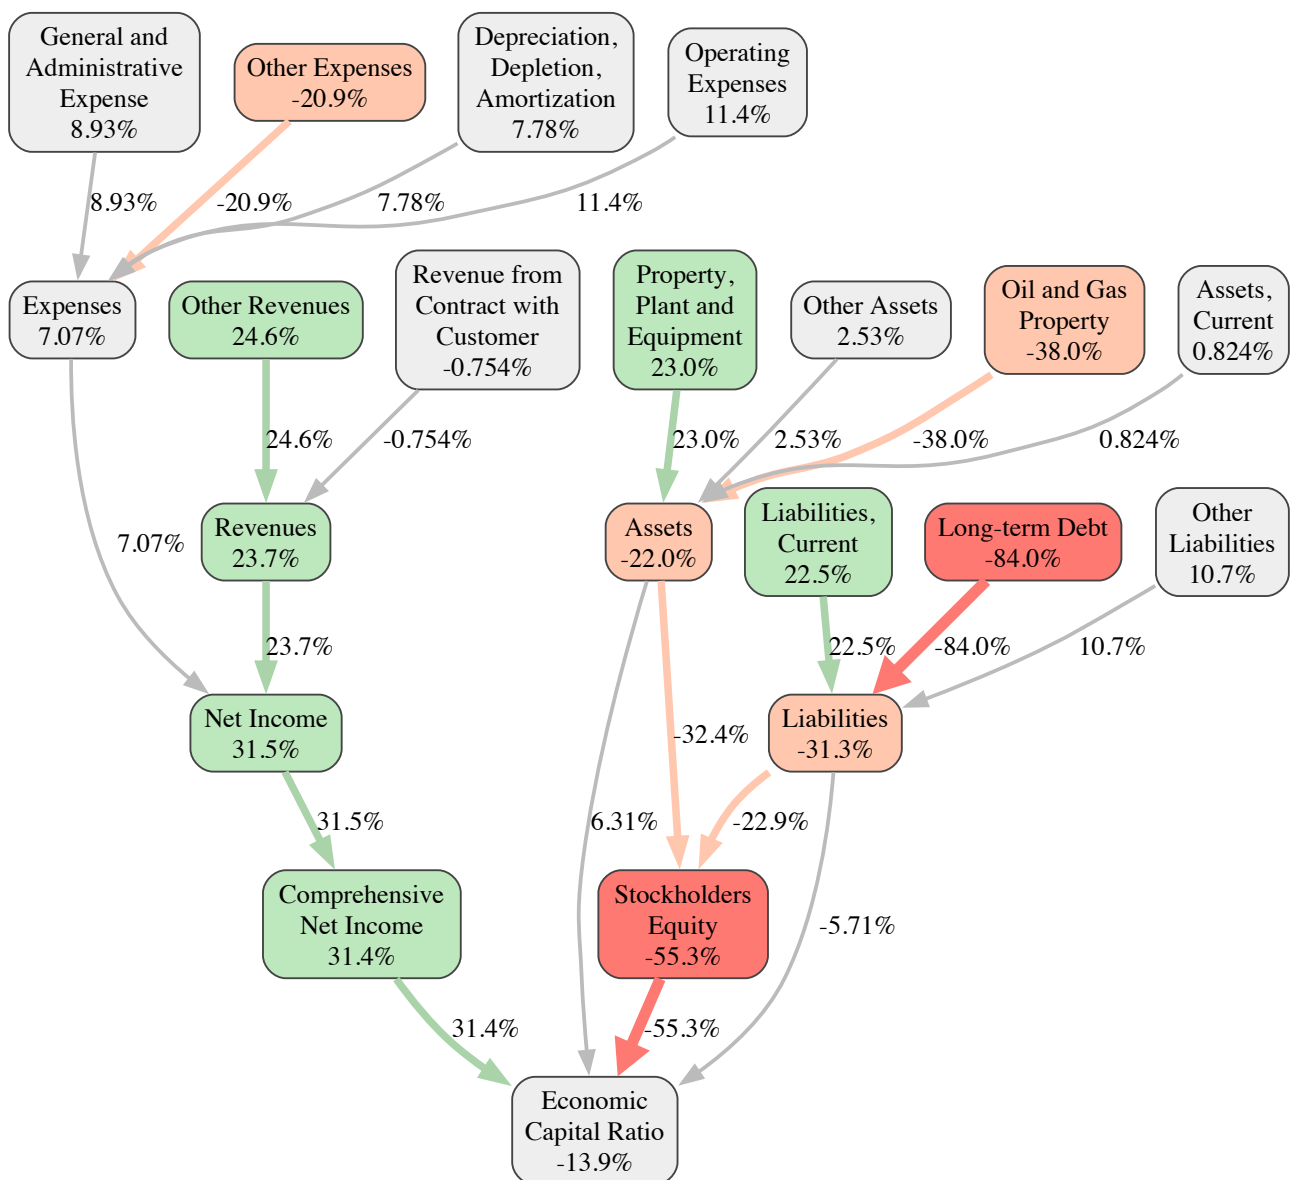 General and
Administrative
Expense
8.93%
Other Expenses
-20.9%
Depreciation,
Depletion,
Amortization
7.78%
Operating
Expenses
11.4%
8.93%
-20.9%
7.78%
11.4%
Expenses
7.07%
Other Revenues
24.6%
Revenue from
Contract with
Customer
-0.754%
Property,
Plant and
Equipment
23.0%
Other Assets
2.53%
Oil and Gas
Property
-38.0%
Assets,
Current
0.824%
24.6%
-0.754%
23.0%
2.53%
-38.0%
0.824%
7.07%
Revenues
23.7%
Assets
-22.0%
Liabilities,
Current
22.5%
Long-term Debt
-84.0%
Other
Liabilities
10.7%
23.7%
22.5%
-84.0%
10.7%
Net Income
31.5%
-32.4%
Liabilities
-31.3%
31.5%
6.31%
-22.9%
Comprehensive
Net Income
31.4%
Stockholders
Equity
-55.3%
-5.71%
31.4%
-55.3%
Economic
Capital Ratio
-13.9%